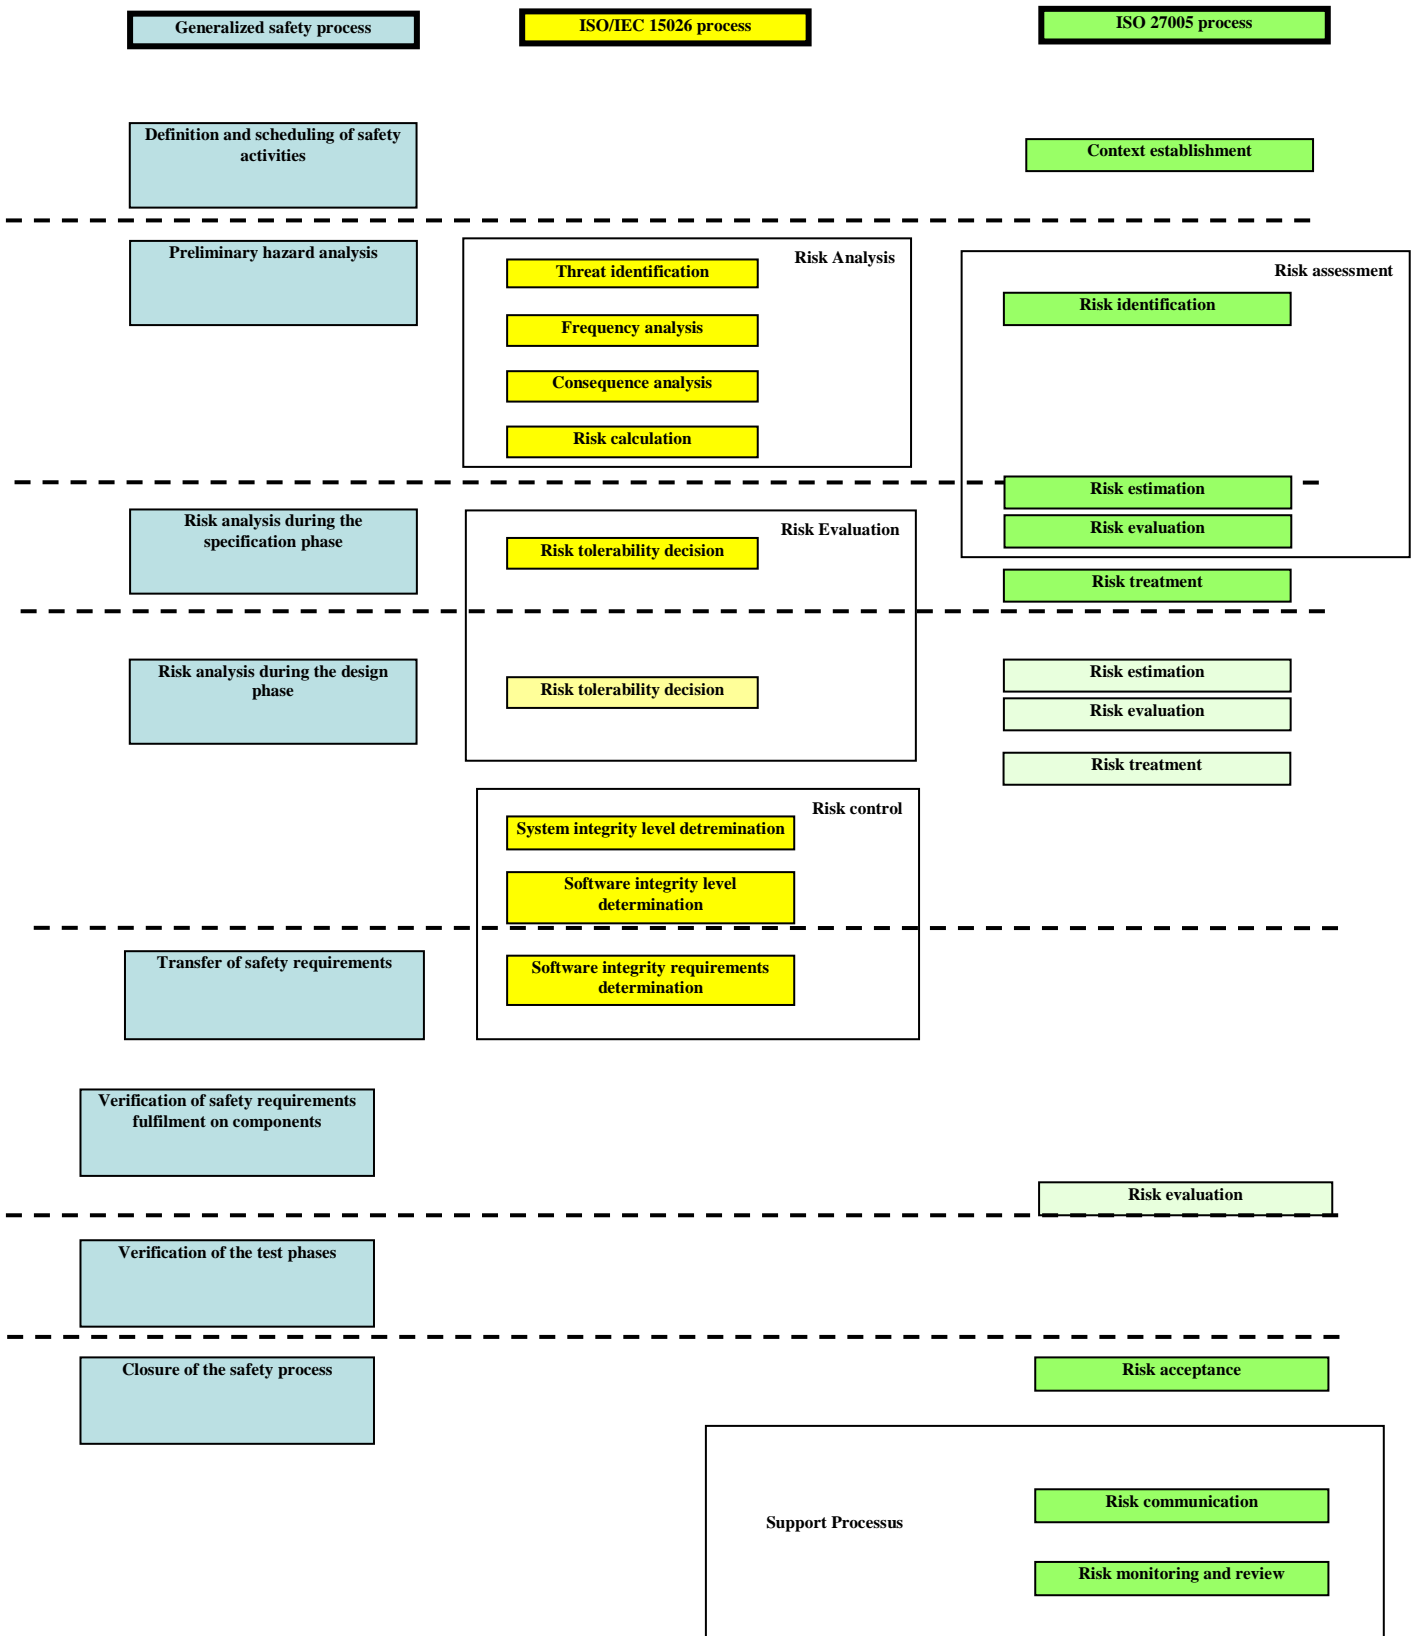 Generalized safety process
ISO/IEC 15026 process
ISO 27005 process
Definition and scheduling of safety
activities
Context establishment
Preliminary hazard analysis
Risk Analysis
Threat identification
Frequency analysis
Consequence analysis
Risk calculation
Risk assessment
Risk identification
Risk estimation
Risk evaluation
Risk analysis during the
specification phase
Risk Evaluation
Risk tolerability decision
Risk treatment
Risk analysis during the design
phase
Risk tolerability decision
Risk estimation
Risk evaluation
Risk treatment
Risk control
System integrity level detremination
Software integrity level
determination
Transfer of safety requirements
Software integrity requirements
determination
Verification of safety requirements
fulfilment on components
Risk evaluation
Verification of the test phases
Closure of the safety process
Risk acceptance
Support Processus
Risk communication
Risk monitoring and review